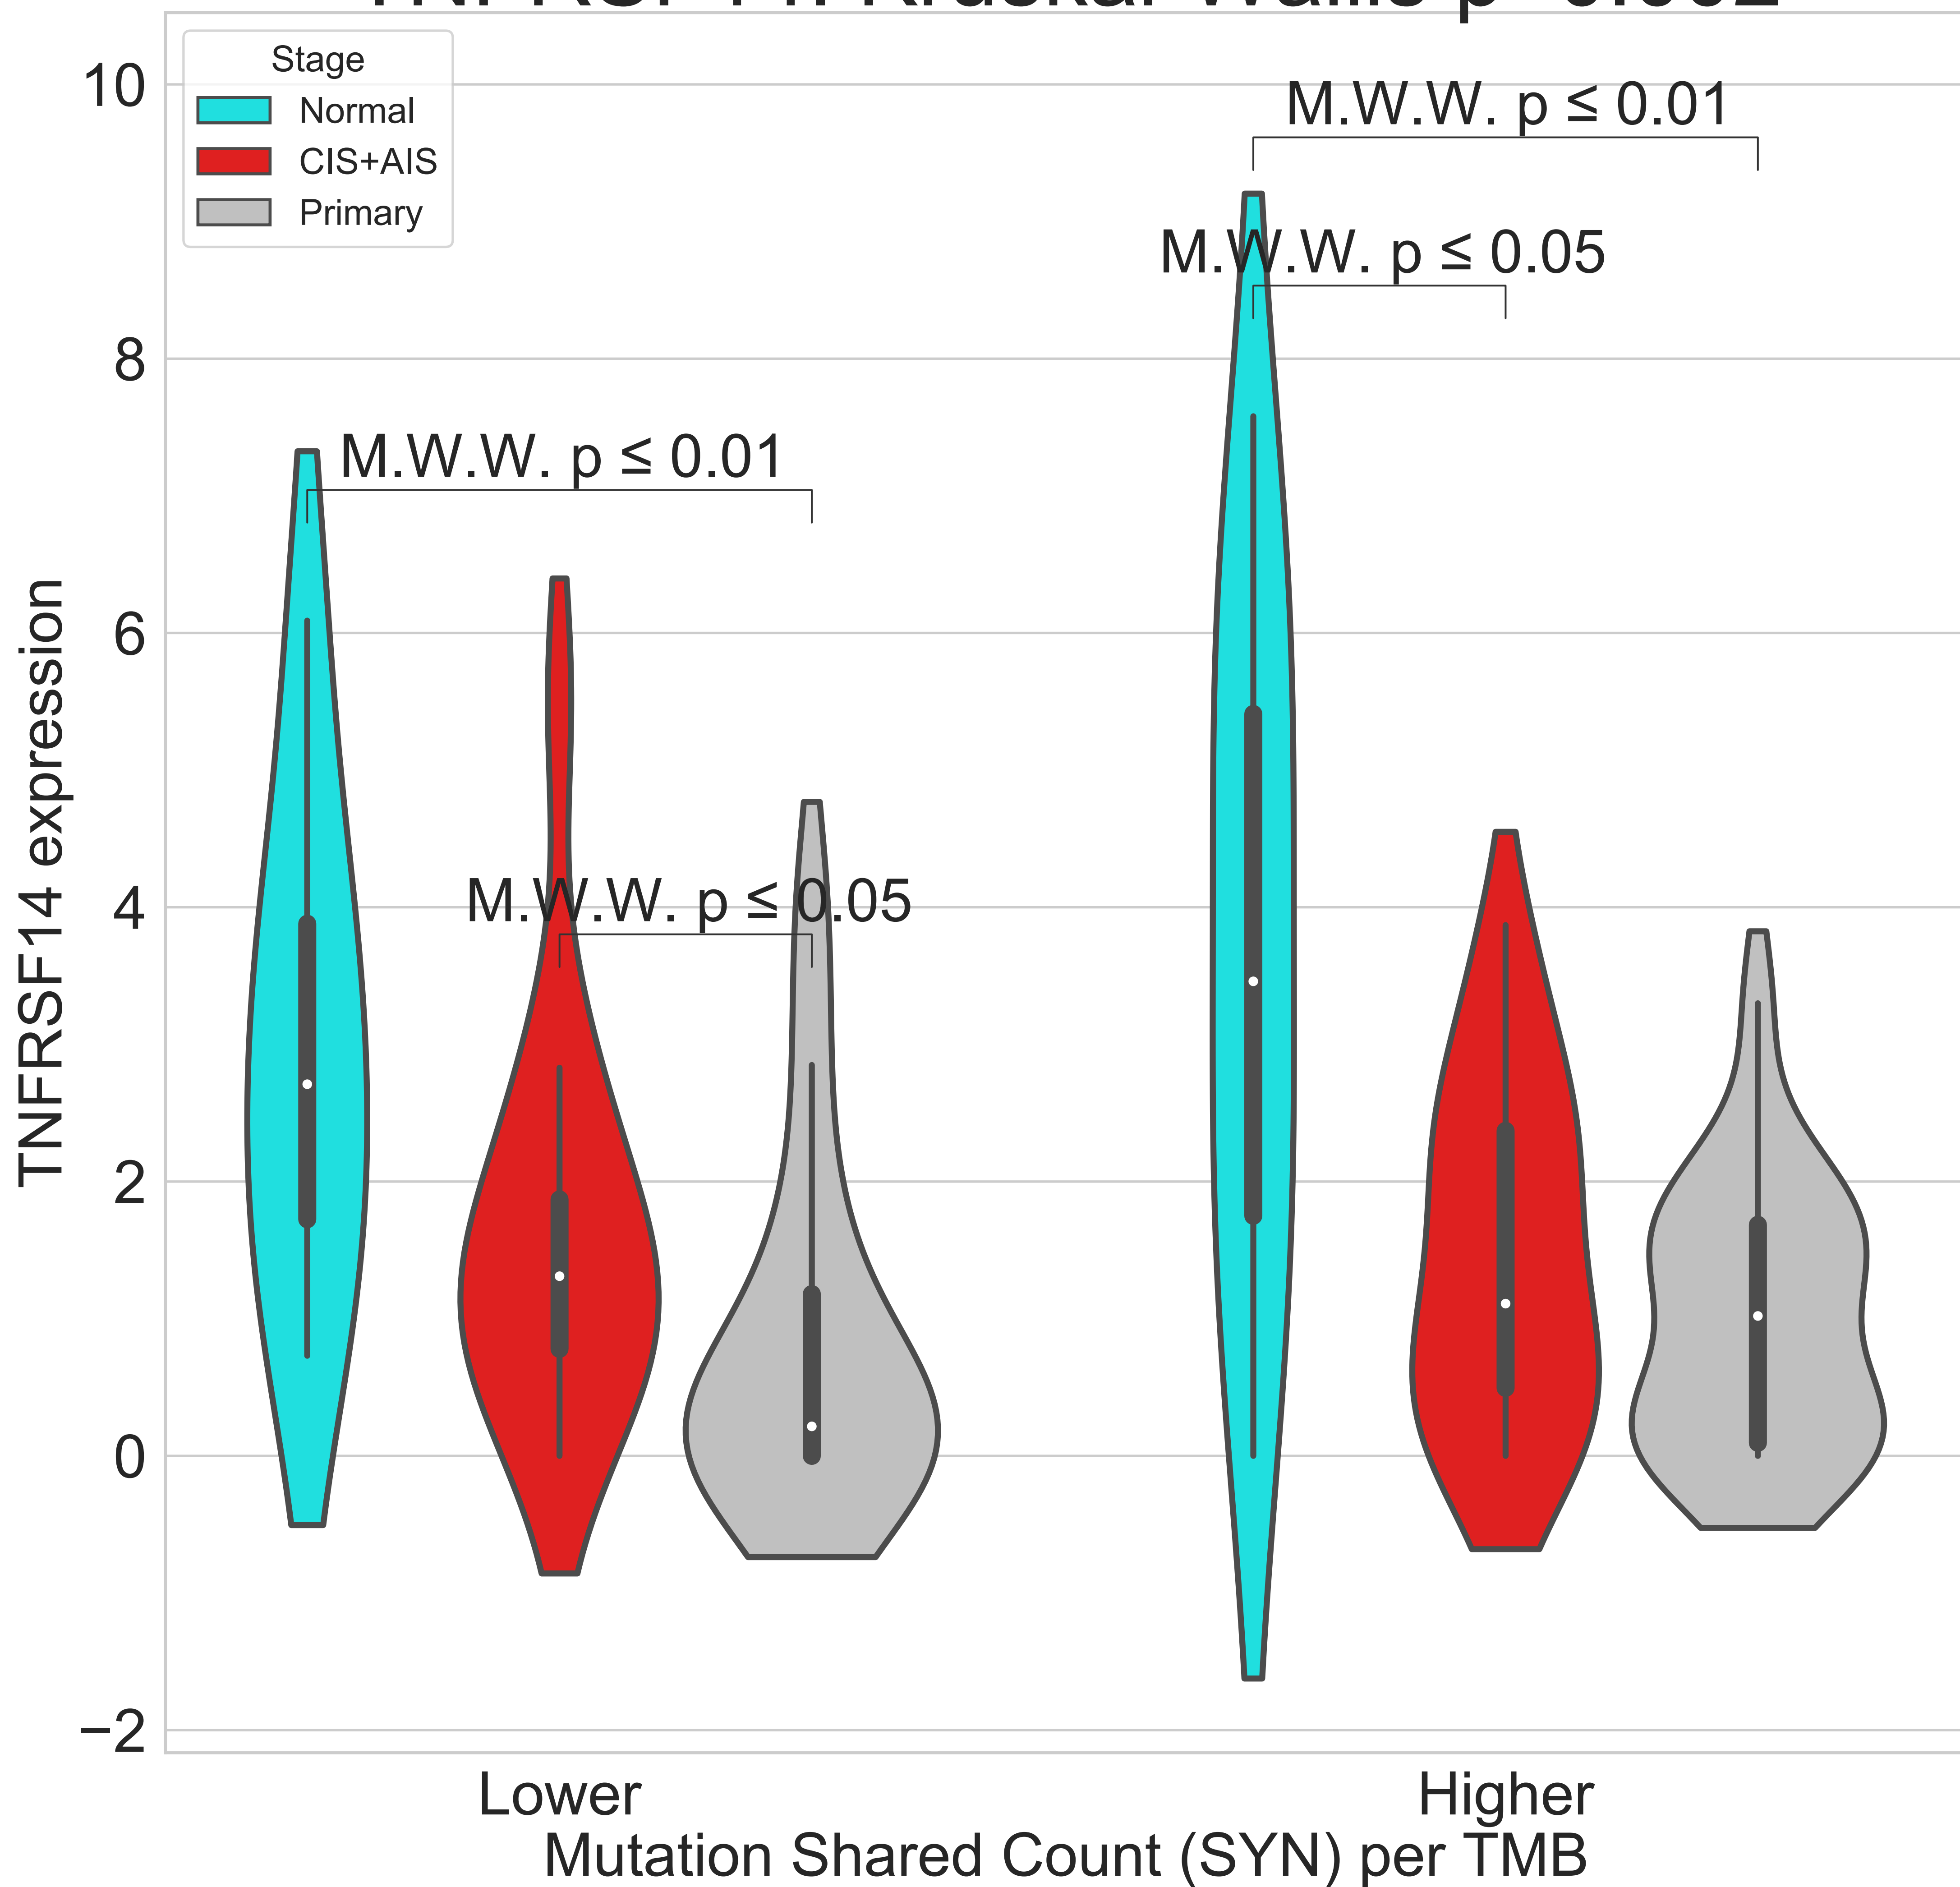 Stage
Normal
CIS+AIS
Primary
10
8
6
4
2
0
−2
TNFRSF14 expression
M.W.W. p ≤ 0.01
M.W.W. p ≤ 0.05
M.W.W. p ≤ 0.01
M.W.W. p ≤ 0.05
Lower
Higher
Mutation Shared Count (SYN) per TMB